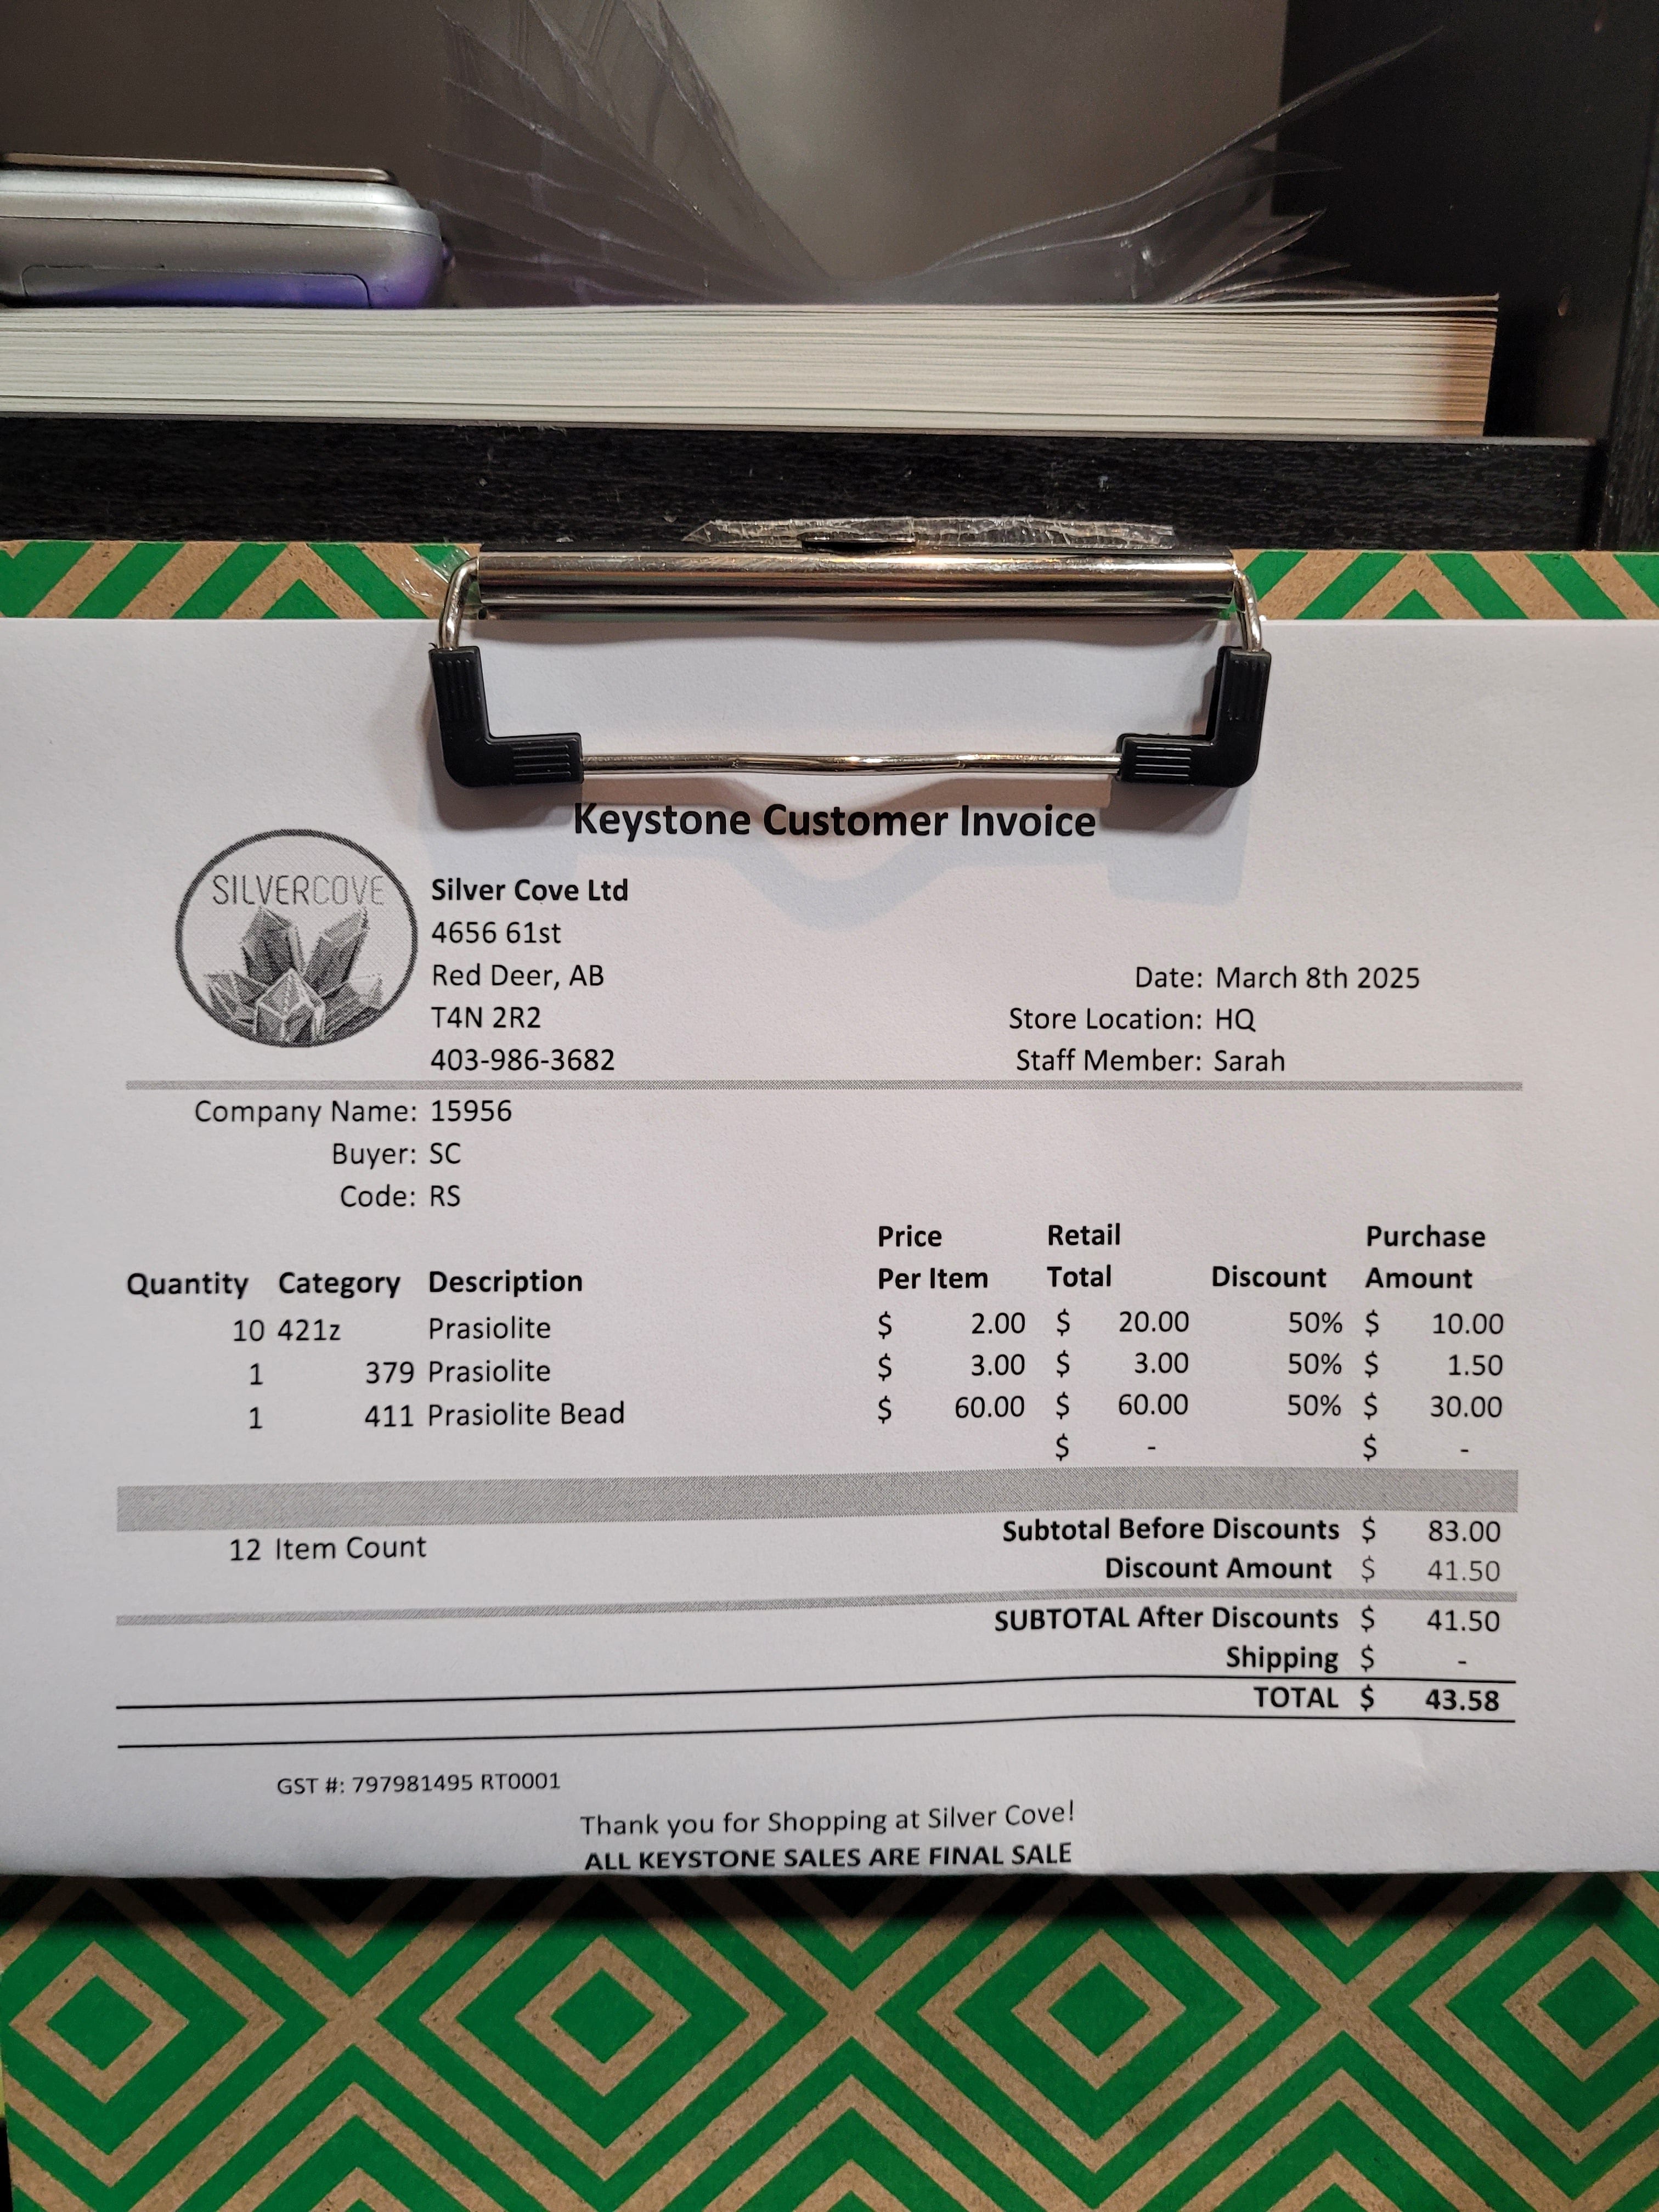 Keystone Customer Invoice
SILVERCOVE
Silver Cove Ltd
4656 61st
Red Deer, AB
T4N 2R2
403-986-3682
Date: March 8th 2025
Store Location: HQ
Staff Member: Sarah
Company Name: 15956
Buyer: SC
Code: RS
Quantity Category Description Price Per Item Retail Total Discount Purchase Amount
10 421z Prasiolite $ 2.00 $ 20.00 50% $ 10.00
1 379 Prasiolite $ 3.00 $ 3.00 50% $ 1.50
1 411 Prasiolite Bead $ 60.00 $ 60.00 50% $ 30.00
$ - $ -
12 Item Count
Subtotal Before Discounts $ 83.00
Discount Amount $ 41.50
SUBTOTAL After Discounts $ 41.50
Shipping $ -
TOTAL $ 43.58
GST #: 797981495 RT0001
Thank you for Shopping at Silver Cove!
ALL KEYSTONE SALES ARE FINAL SALE